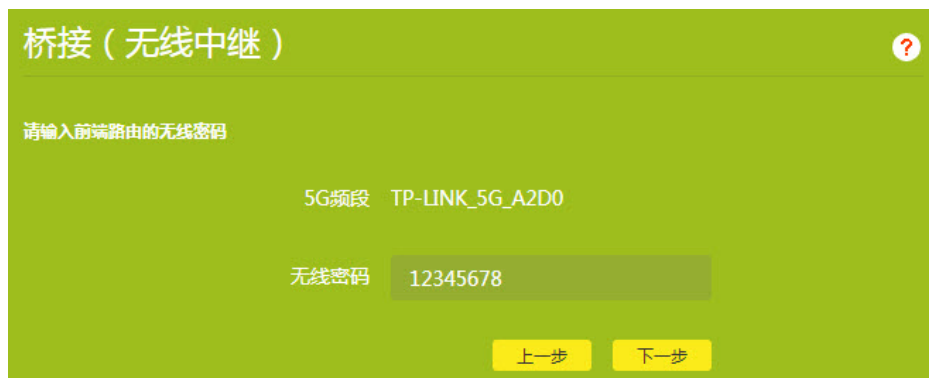 桥接（无线中继）
?
请输入前端路由的无线密码
5G频段 TP-LINK_5G_A2D0
无线密码 12345678
上一步 下一步